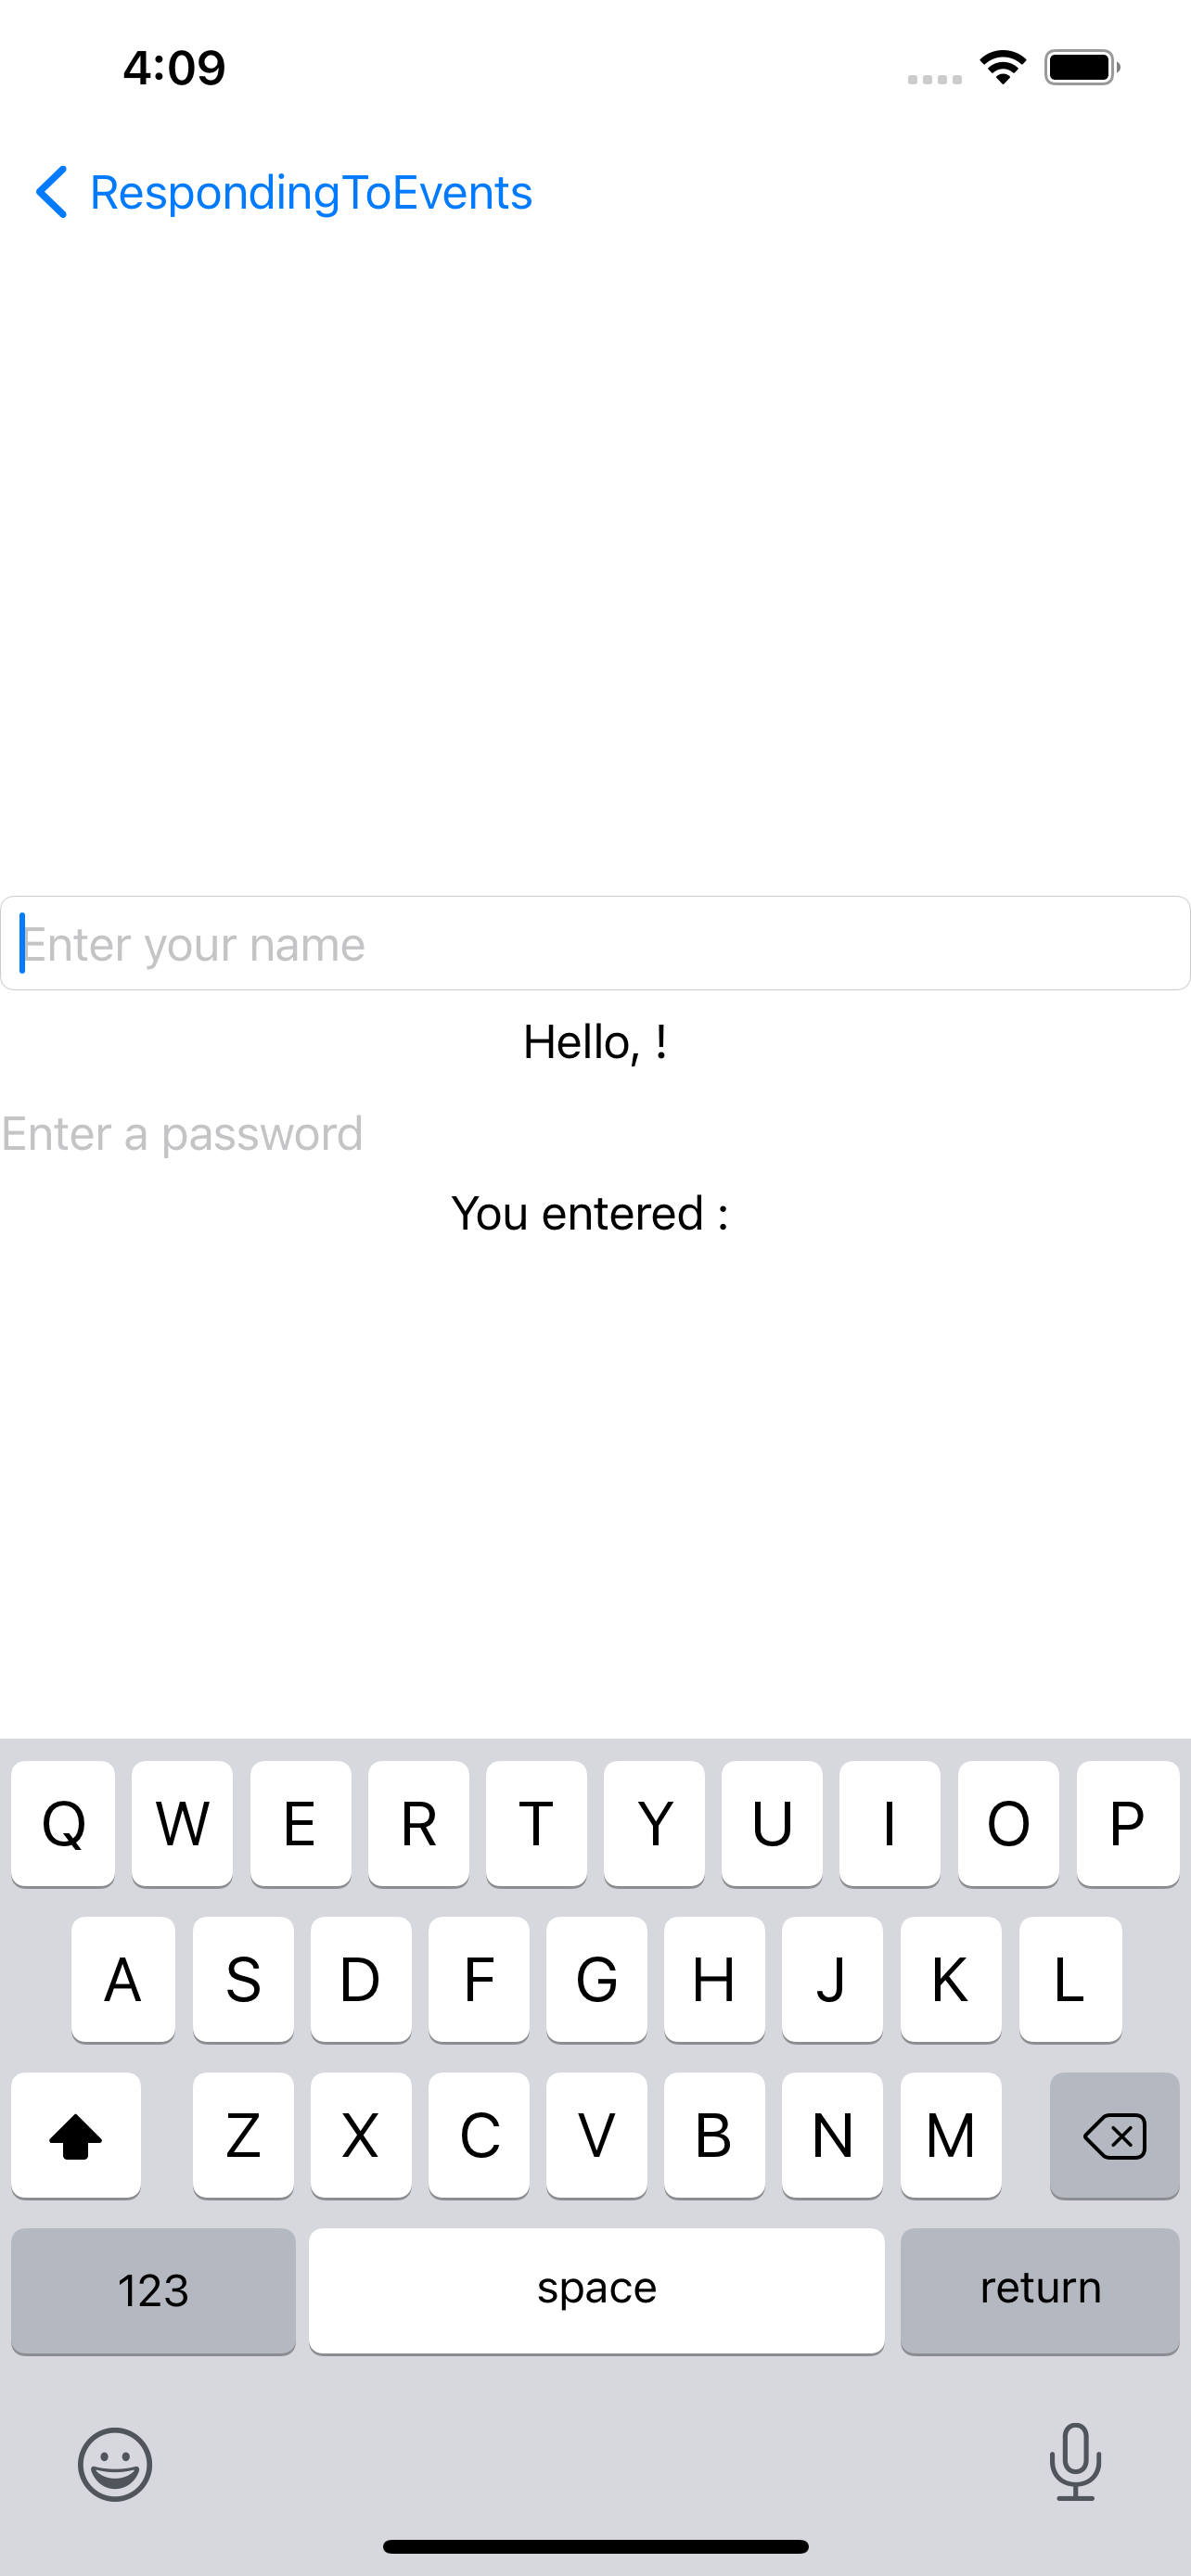 4:09
RespondingToEvents
Enter your name
Hello, !
Enter a password
You entered :
Q W E R T Y U I O P
A S D F G H J K L
Z X C V B N M
123 space return